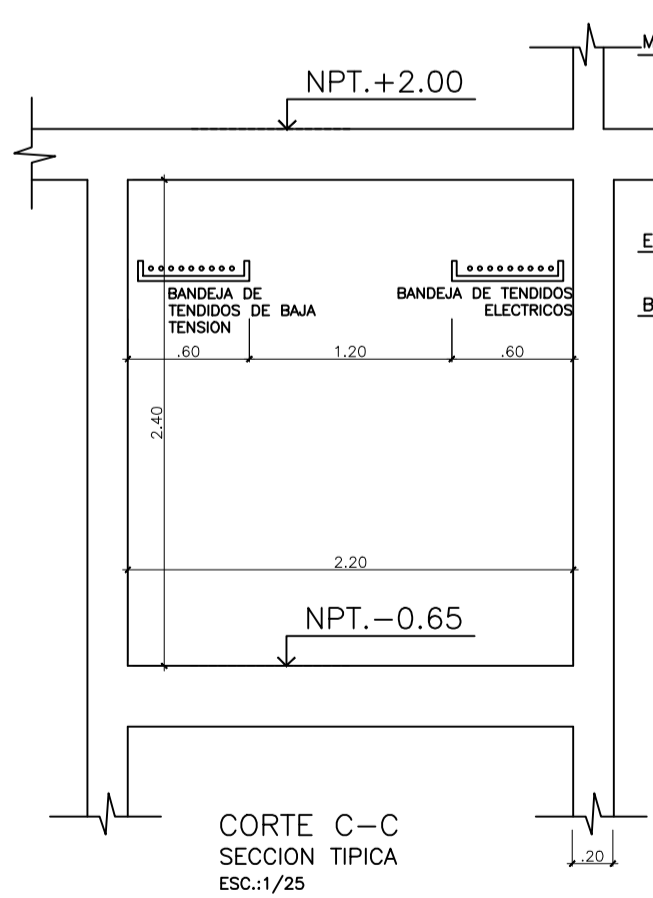 M
NPT.+2.00
E
BANDEJA DE
TENDIDOS DE BAJA
TENSION
BANDEJA DE TENDIDOS
ELECTRICOS
B
.60
1.20
.60
2.40
2.20
NPT.-0.65
CORTE C-C
SECCION TIPICA
ESC.:1/25
.20